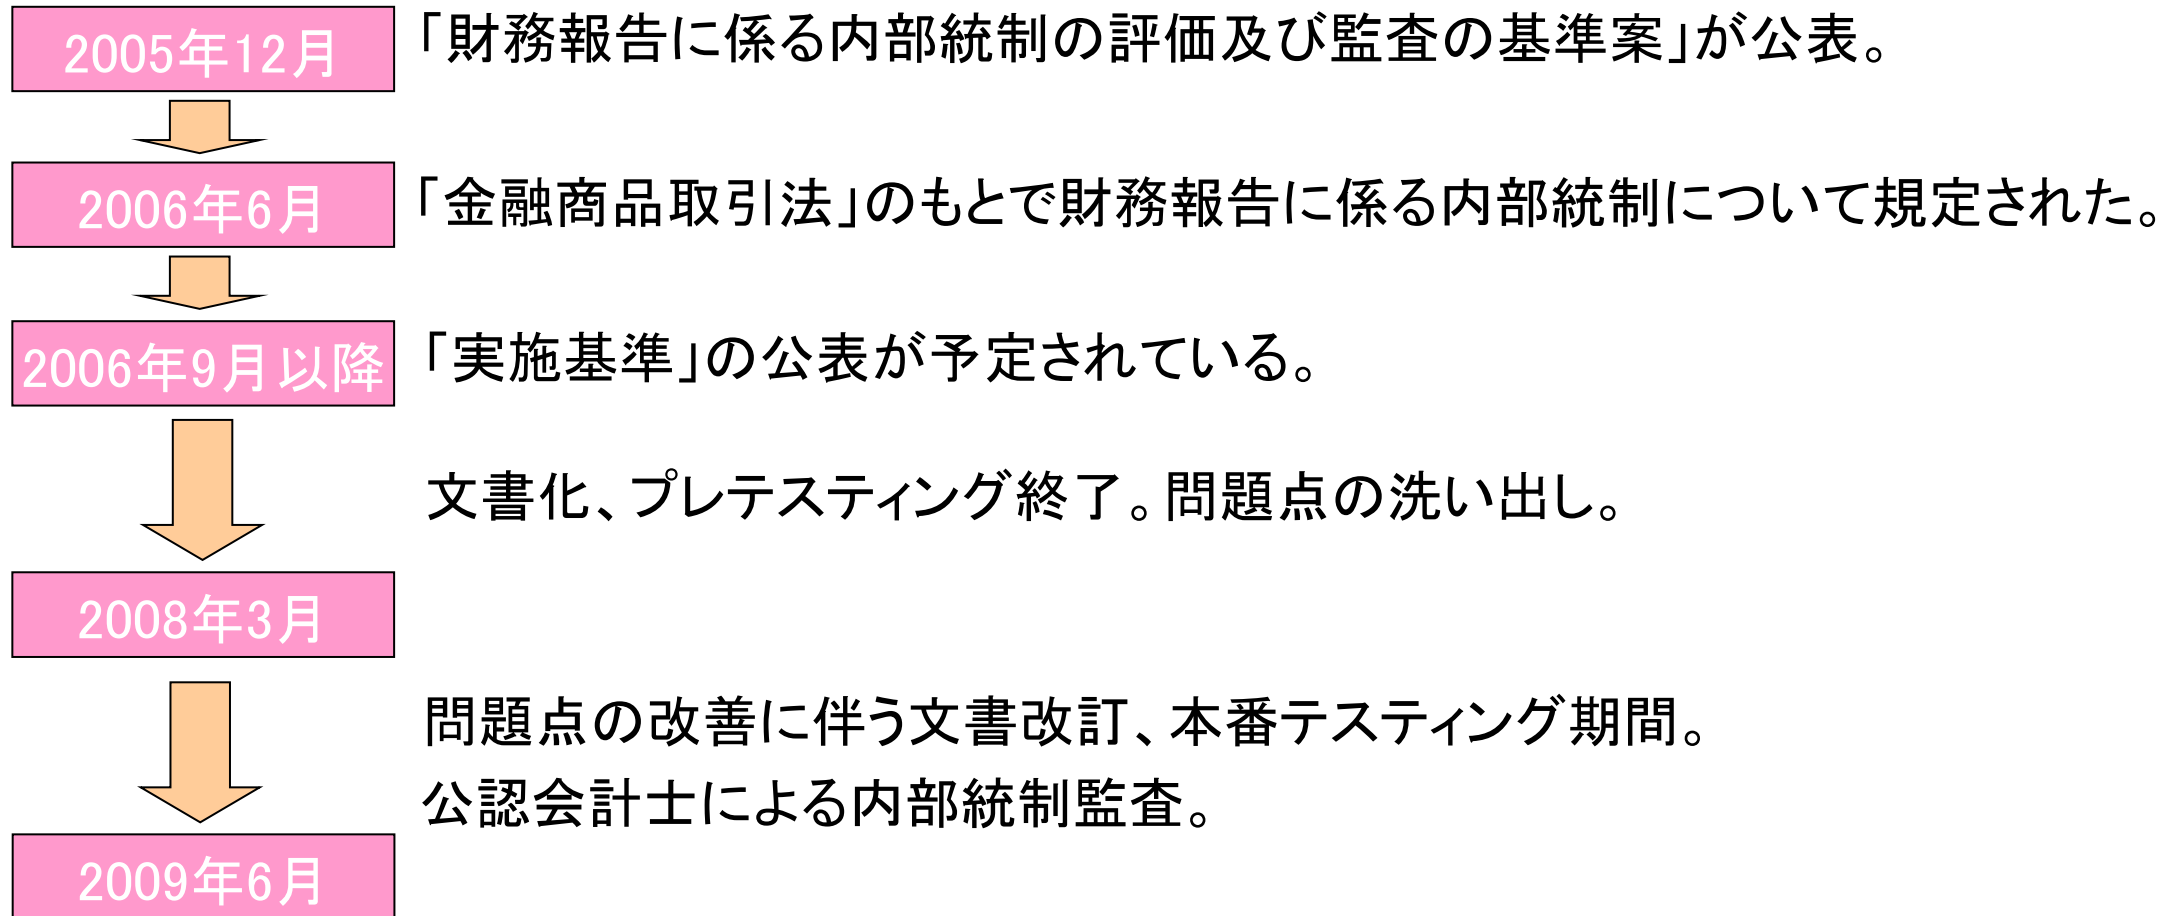 2005年12月
「財務報告に係る内部統制の評価及び監査の基準案」が公表。
2006年6月
「金融商品取引法」のもとで財務報告に係る内部統制について規定された。
2006年9月以降
「実施基準」の公表が予定されている。
文書化、プレテスティング終了。問題点の洗い出し。
2008年3月
問題点の改善に伴う文書改訂、本番テスティング期間。
公認会計士による内部統制監査。
2009年6月